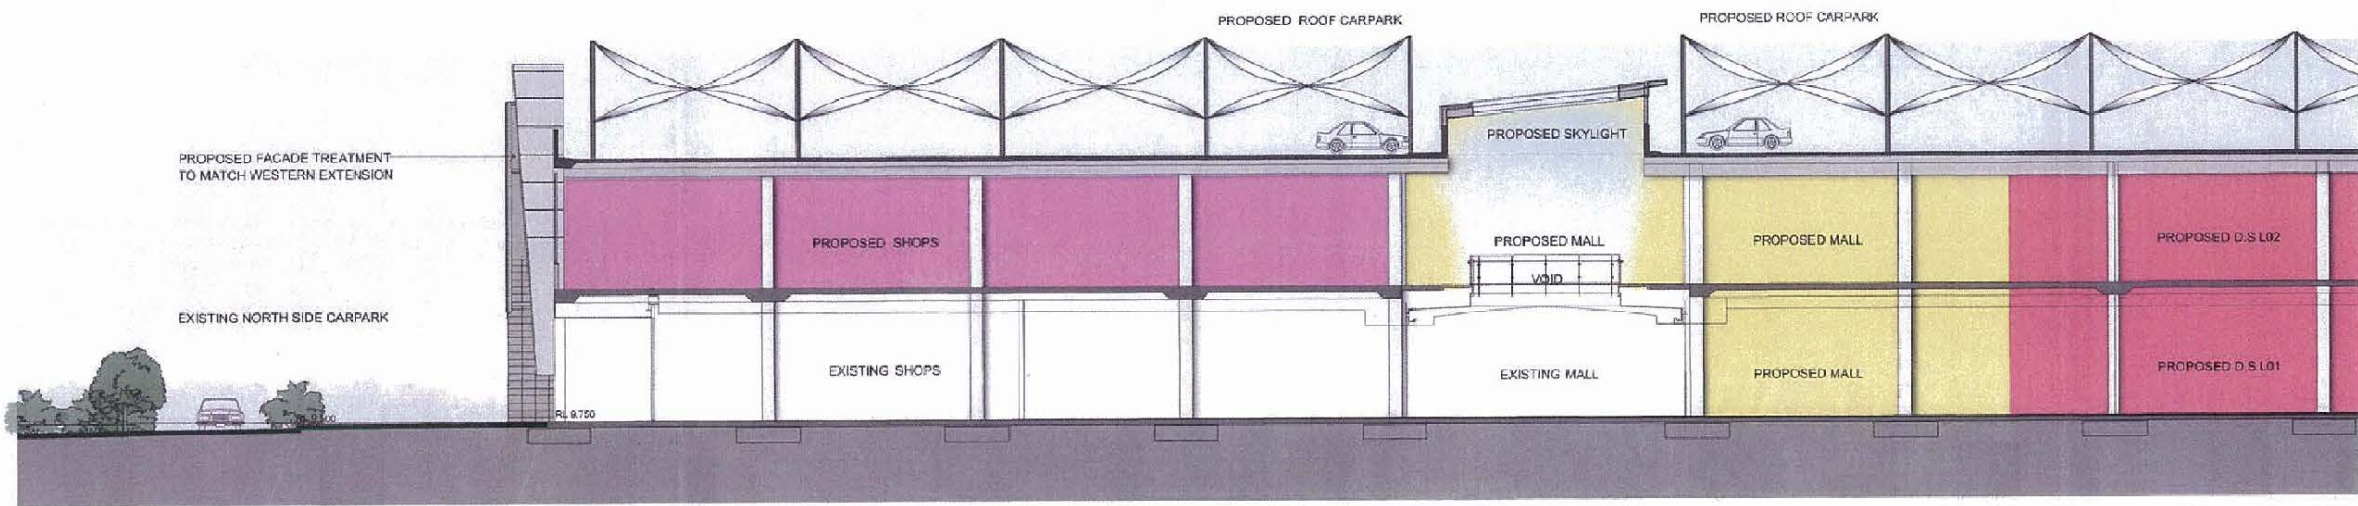 PROPOSED ROOF CARPARK
PROPOSED ROOF CARPARK
PROPOSED SKYLIGHT
PROPOSED FACADE TREATMENT
TO MATCH WESTERN EXTENSION
PROPOSED SHOPS
PROPOSED MALL
PROPOSED MALL
PROPOSED D.S L02
VOID
EXISTING NORTH SIDE CARPARK
EXISTING SHOPS
EXISTING MALL
PROPOSED MALL
PROPOSED D.S L01
RL 9.750